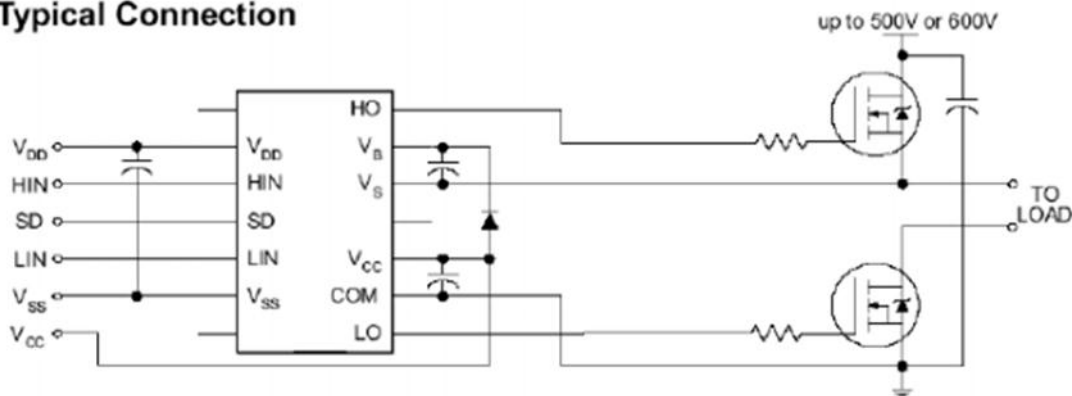 Typical Connection
up to 500V or 600V
HO
VDD VDD VB
HIN HIN VS
SD SD
LIN LIN VCC
VSS VSS COM
VCC LO
TO
LOAD